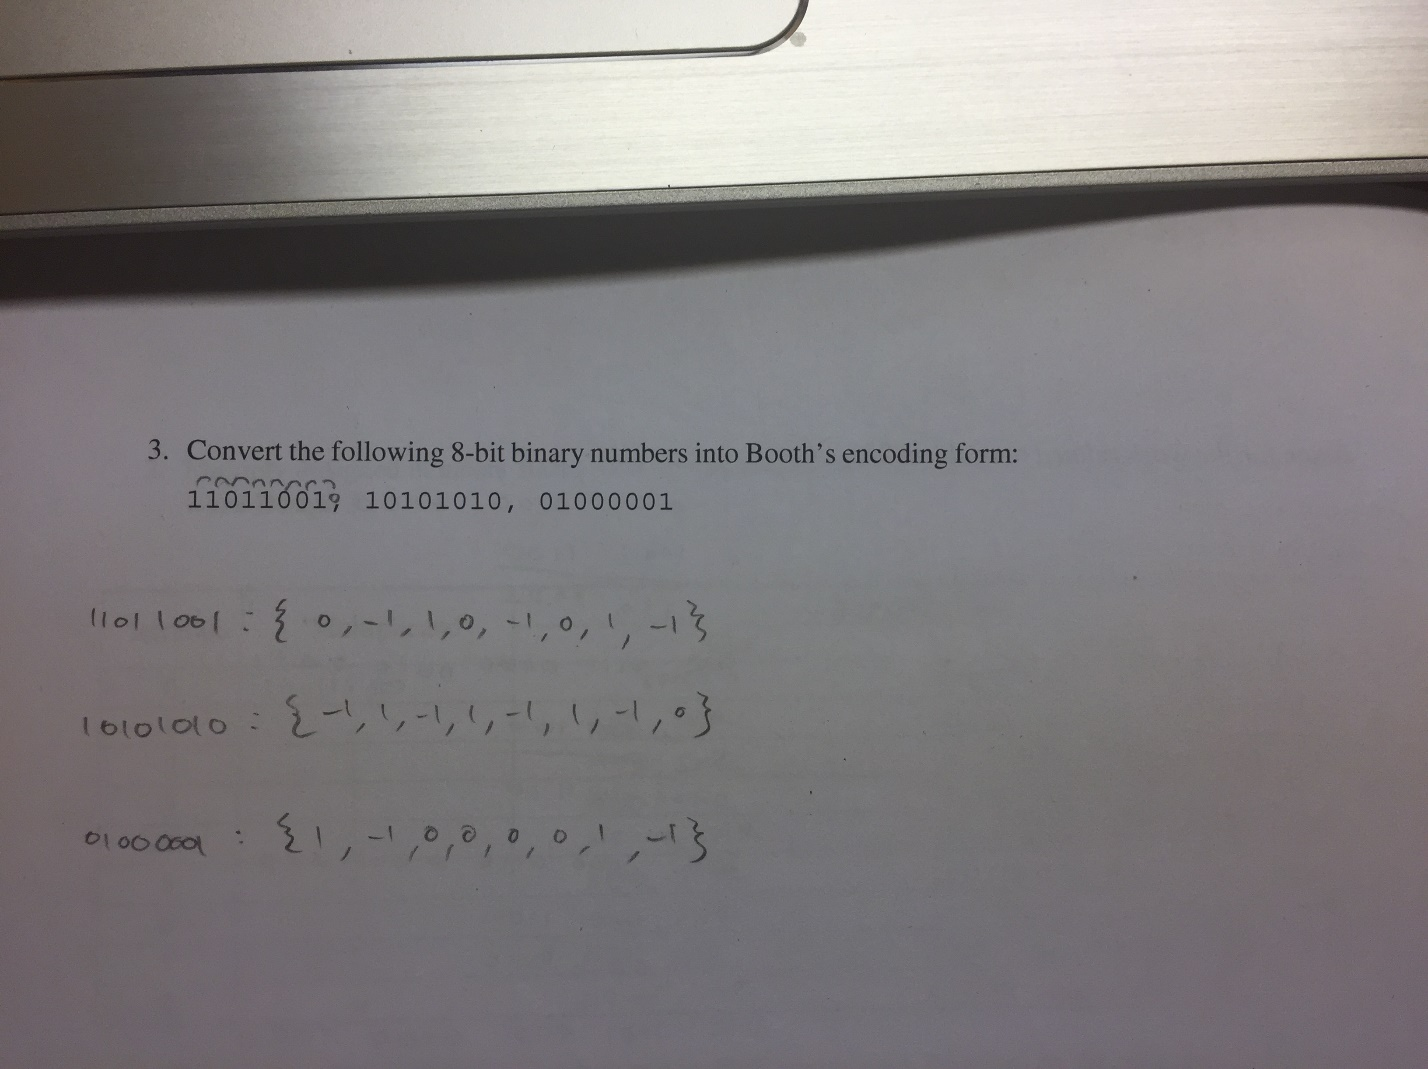 3. Convert the following 8-bit binary numbers into Booth's encoding form:
11011001, 10101010, 01000001
11011001 : { 0, -1, 1, 0, -1, 0, 1, -1}
10101010 : {-1, 1, -1, 1, -1, 1, -1, 0}
01000001 : {1, -1, 0, 0, 0, 0, 1, -1}